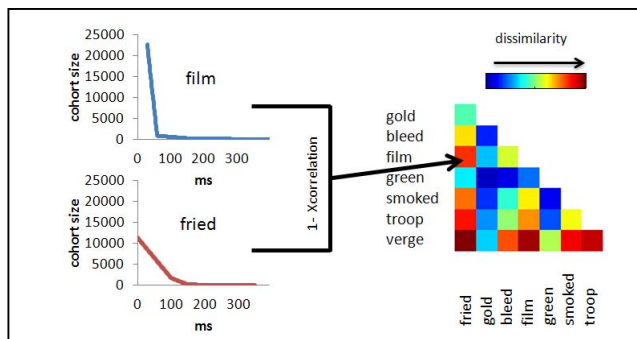 25000
20000
15000
10000
5000
0
cohort size
film
0 100 200 300
ms
25000
20000
15000
10000
5000
0
cohort size
fried
0 100 200 300
ms
1- Xcorrelation
dissimilarity
gold
bleed
film
green
smoked
troop
verge
fried
gold
bleed
film
green
smoked
troop